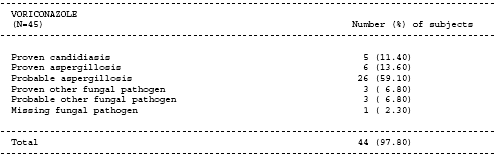 VORICONAZOLE
(N=45) Number (%) of subjects
Proven candidiasis 5 (11.40)
Proven aspergillosis 6 (13.60)
Probable aspergillosis 26 (59.10)
Proven other fungal pathogen 3 ( 6.80)
Probable other fungal pathogen 3 ( 6.80)
Missing fungal pathogen 1 ( 2.30)
Total 44 (97.80)